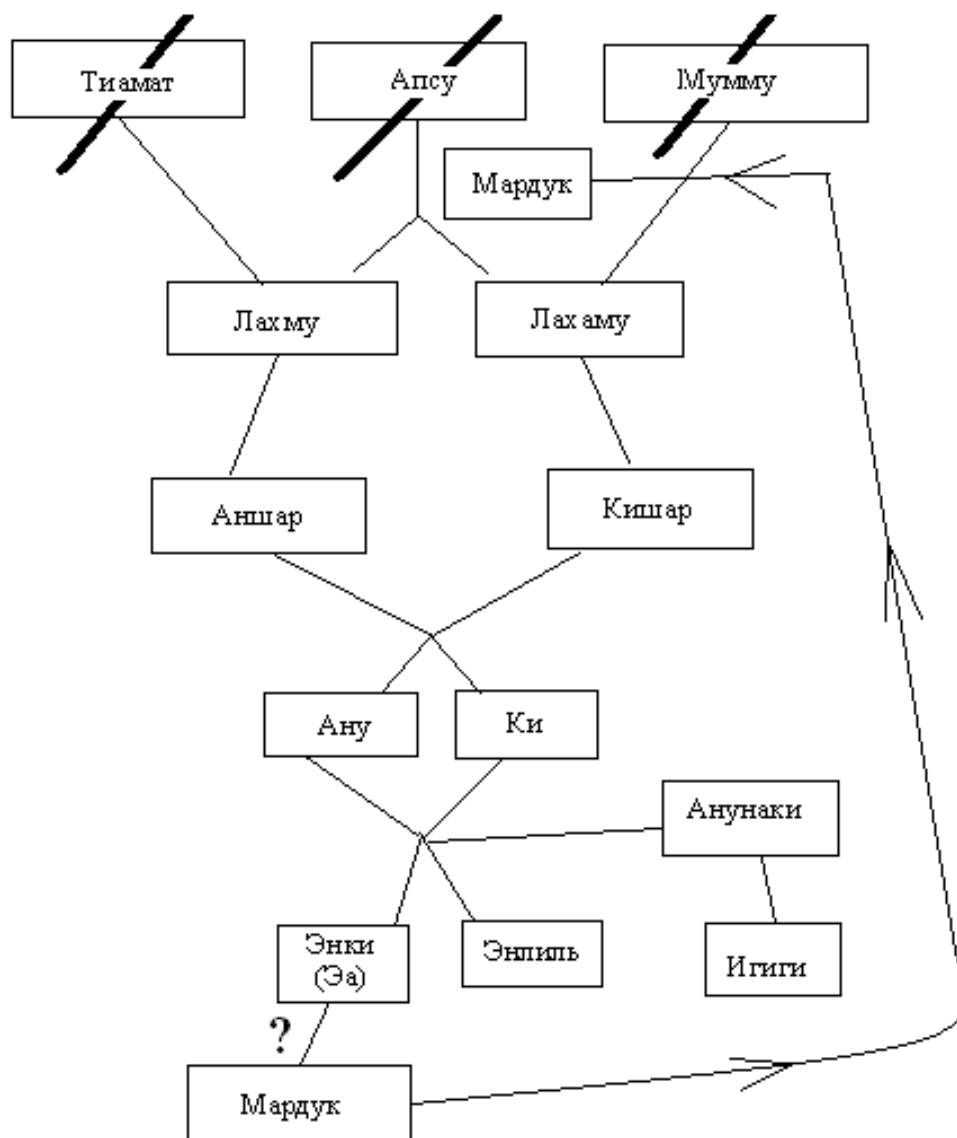 Тиамат
Апсу
Мумму
Мардук
Лахму
Лахаму
Аншар
Кишар
Ану
Ки
Анунаки
Энки
(Эа)
Энлиль
Игиги
?
Мардук